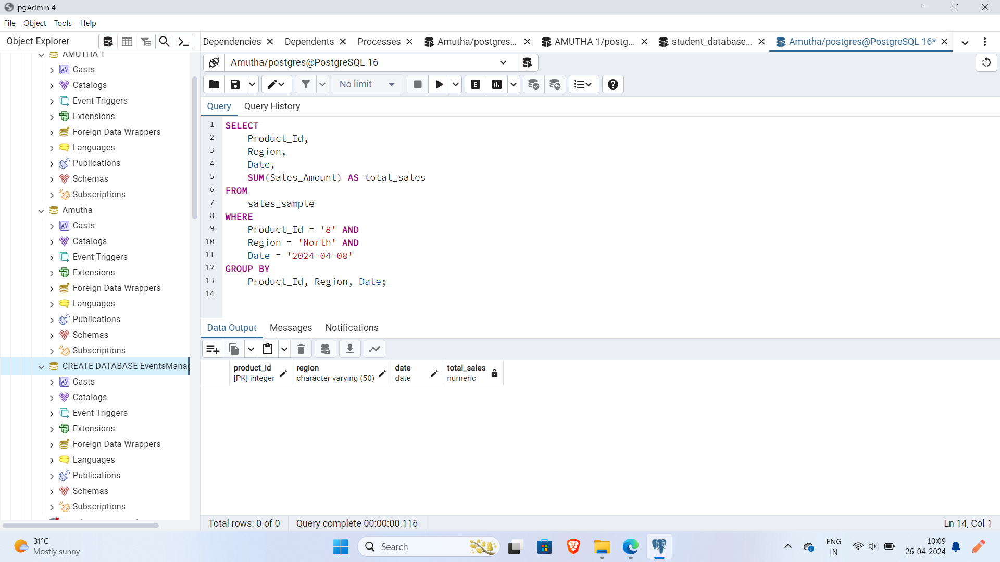 pgAdmin 4
File Object Tools Help
Object Explorer
Dependencies Dependents Processes Amutha/postgres... AMUTHA 1/postg... student_database... Amutha/postgres@PostgreSQL 16*
AMUTHA 1
Casts
Catalogs
Event Triggers
Extensions
Foreign Data Wrappers
Languages
Publications
Schemas
Subscriptions
Amutha
Casts
Catalogs
Event Triggers
Extensions
Foreign Data Wrappers
Languages
Publications
Schemas
Subscriptions
CREATE DATABASE EventsManag
Casts
Catalogs
Event Triggers
Extensions
Foreign Data Wrappers
Languages
Publications
Schemas
Subscriptions
Amutha/postgres@PostgreSQL 16
No limit
E
Query Query History
1 SELECT
2 Product_Id,
3 Region,
4 Date,
5 SUM(Sales_Amount) AS total_sales
6 FROM
7 sales_sample
8 WHERE
9 Product_Id = '8' AND
10 Region = 'North' AND
11 Date = '2024-04-08'
12 GROUP BY
13 Product_Id, Region, Date;
14
Data Output Messages Notifications
product_id region date total_sales
[PK] integer character varying (50) date numeric
Total rows: 0 of 0 Query complete 00:00:00.116 Ln 14, Col 1
31°C
Mostly sunny
Search
ENG
IN
10:09
26-04-2024